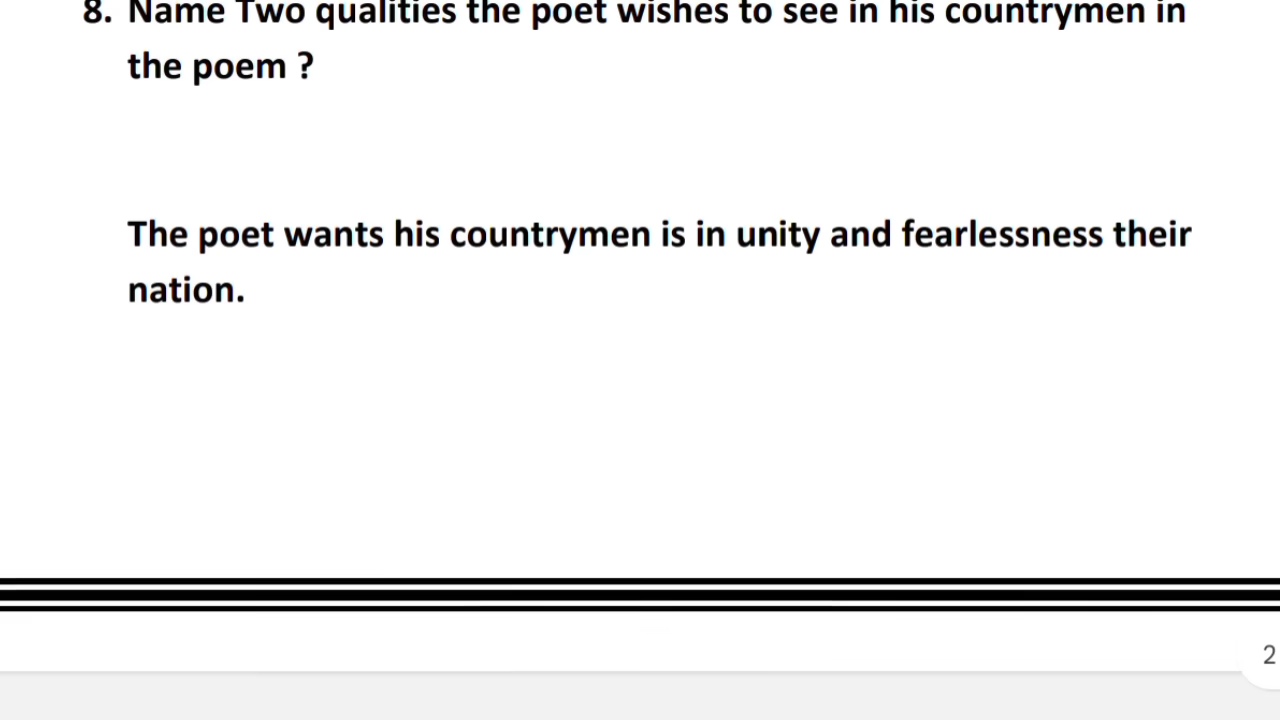 8. Name Two qualities the poet wishes to see in his countrymen in
the poem ?
The poet wants his countrymen is in unity and fearlessness their
nation.
2